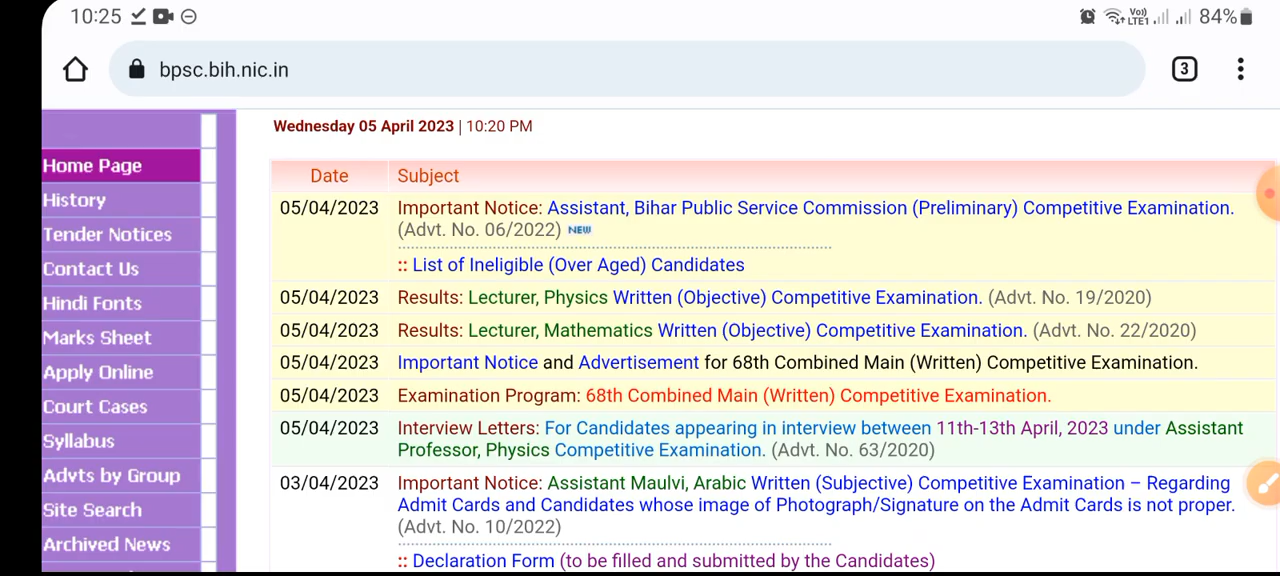 10:25 Vo) LTE1 84%
bpsc.bih.nic.in 3
Wednesday 05 April 2023 | 10:20 PM
Home Page
History
Tender Notices
Contact Us
Hindi Fonts
Marks Sheet
Apply Online
Court Cases
Syllabus
Advts by Group
Site Search
Archived News
Date Subject
05/04/2023 Important Notice: Assistant, Bihar Public Service Commission (Preliminary) Competitive Examination.
(Advt. No. 06/2022) NEW
:: List of Ineligible (Over Aged) Candidates
05/04/2023 Results: Lecturer, Physics Written (Objective) Competitive Examination. (Advt. No. 19/2020)
05/04/2023 Results: Lecturer, Mathematics Written (Objective) Competitive Examination. (Advt. No. 22/2020)
05/04/2023 Important Notice and Advertisement for 68th Combined Main (Written) Competitive Examination.
05/04/2023 Examination Program: 68th Combined Main (Written) Competitive Examination.
05/04/2023 Interview Letters: For Candidates appearing in interview between 11th-13th April, 2023 under Assistant
Professor, Physics Competitive Examination. (Advt. No. 63/2020)
03/04/2023 Important Notice: Assistant Maulvi, Arabic Written (Subjective) Competitive Examination – Regarding
Admit Cards and Candidates whose image of Photograph/Signature on the Admit Cards is not proper.
(Advt. No. 10/2022)
:: Declaration Form (to be filled and submitted by the Candidates)